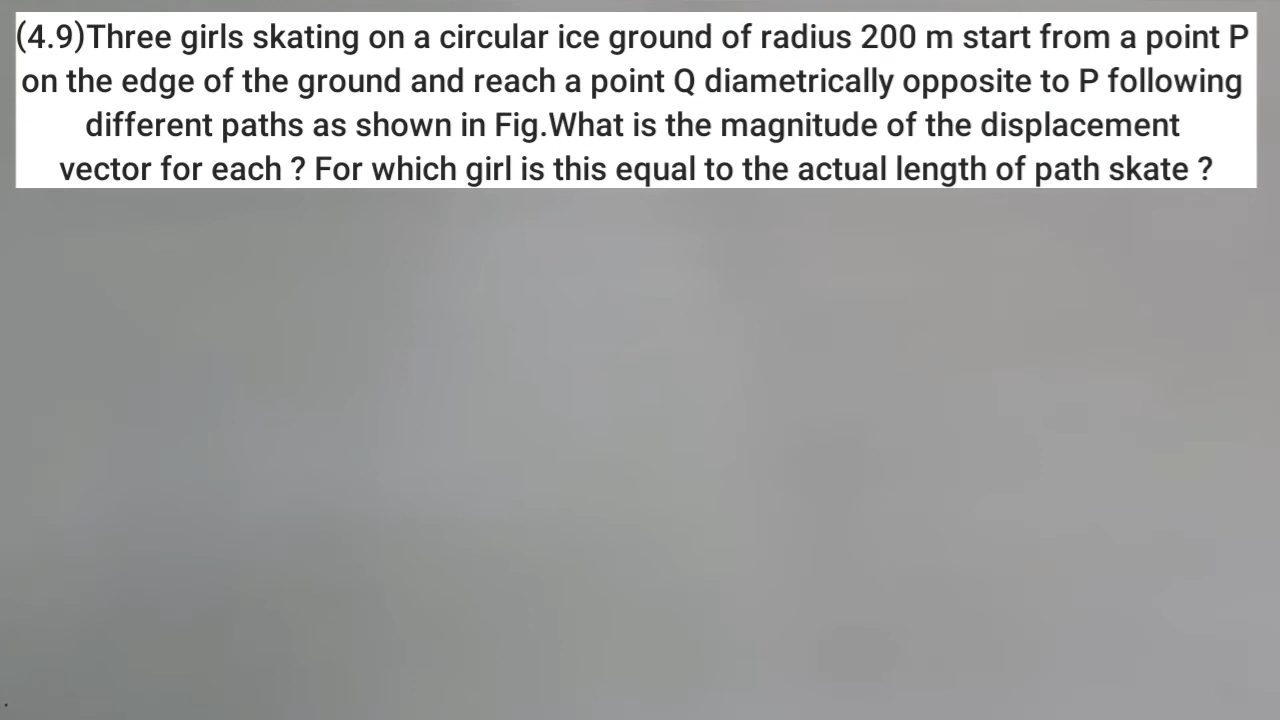 (4.9)Three girls skating on a circular ice ground of radius 200 m start from a point P
on the edge of the ground and reach a point Q diametrically opposite to P following
different paths as shown in Fig.What is the magnitude of the displacement
vector for each ? For which girl is this equal to the actual length of path skate ?